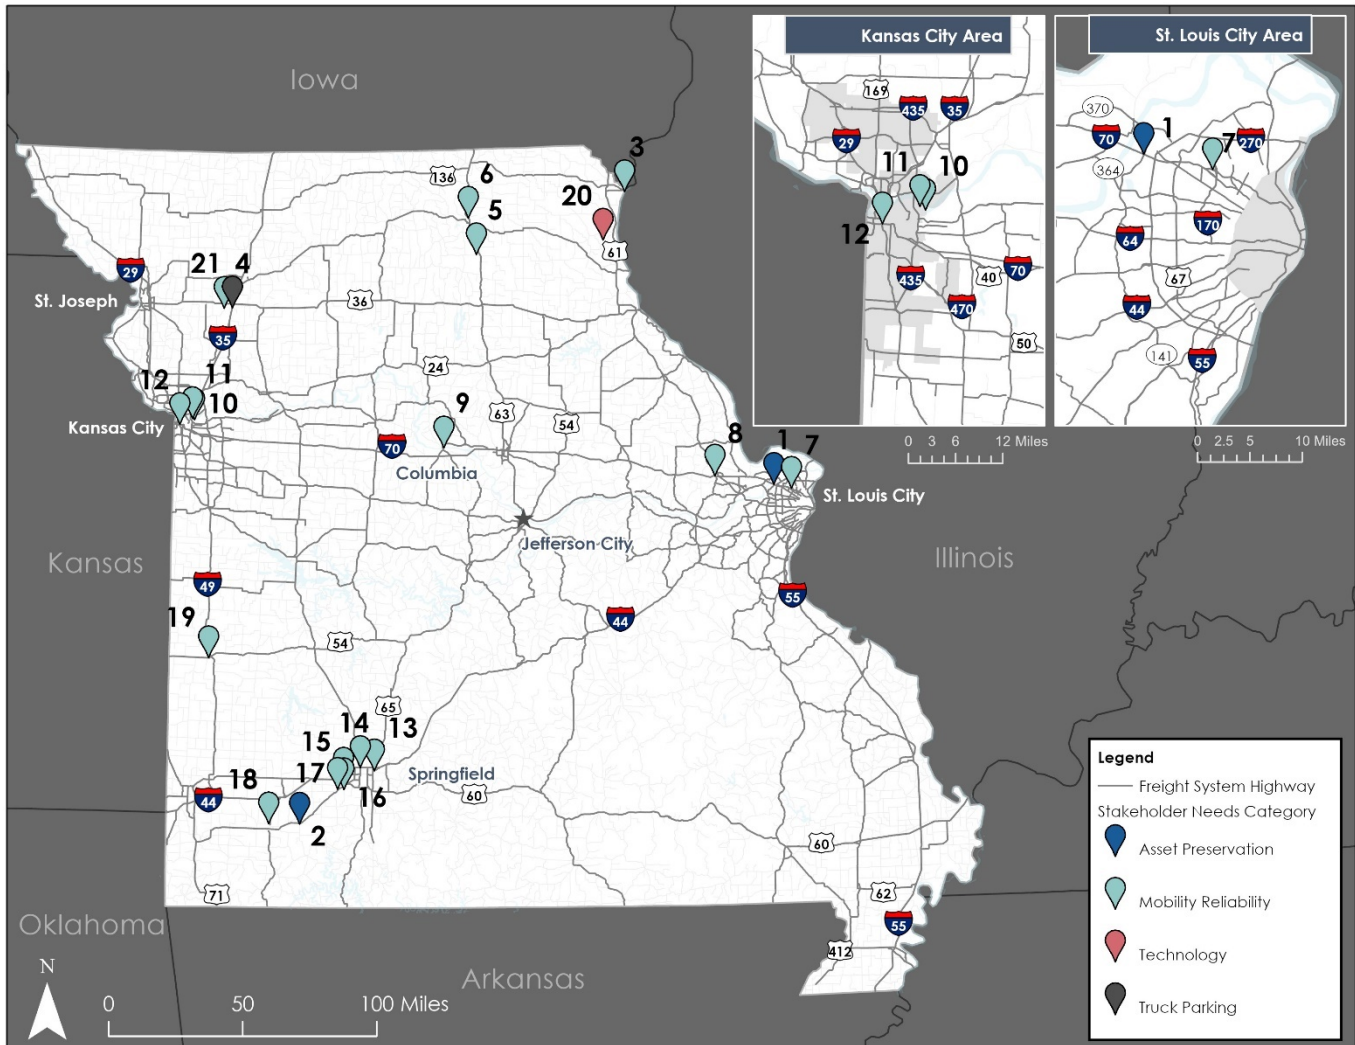 Iowa
Kansas City Area
St. Louis City Area
169
435
35
29
11
10
12
435
40
70
470
50
0 3 6 12 Miles
370
70
1
7
270
364
64
170
67
44
141
55
0 2.5 5 10 Miles
3
136
6
20
5
61
29
21
4
St. Joseph
36
35
24
12
11
10
9
63
54
Kansas City
70
Columbia
8
1
7
St. Louis City
Jefferson City
Kansas
Illinois
49
55
44
19
54
65
14
13
15
17
Springfield
18
16
60
44
2
60
71
62
55
412
Oklahoma
Arkansas
N
0 50 100 Miles
Legend
Freight System Highway
Stakeholder Needs Category
Asset Preservation
Mobility Reliability
Technology
Truck Parking